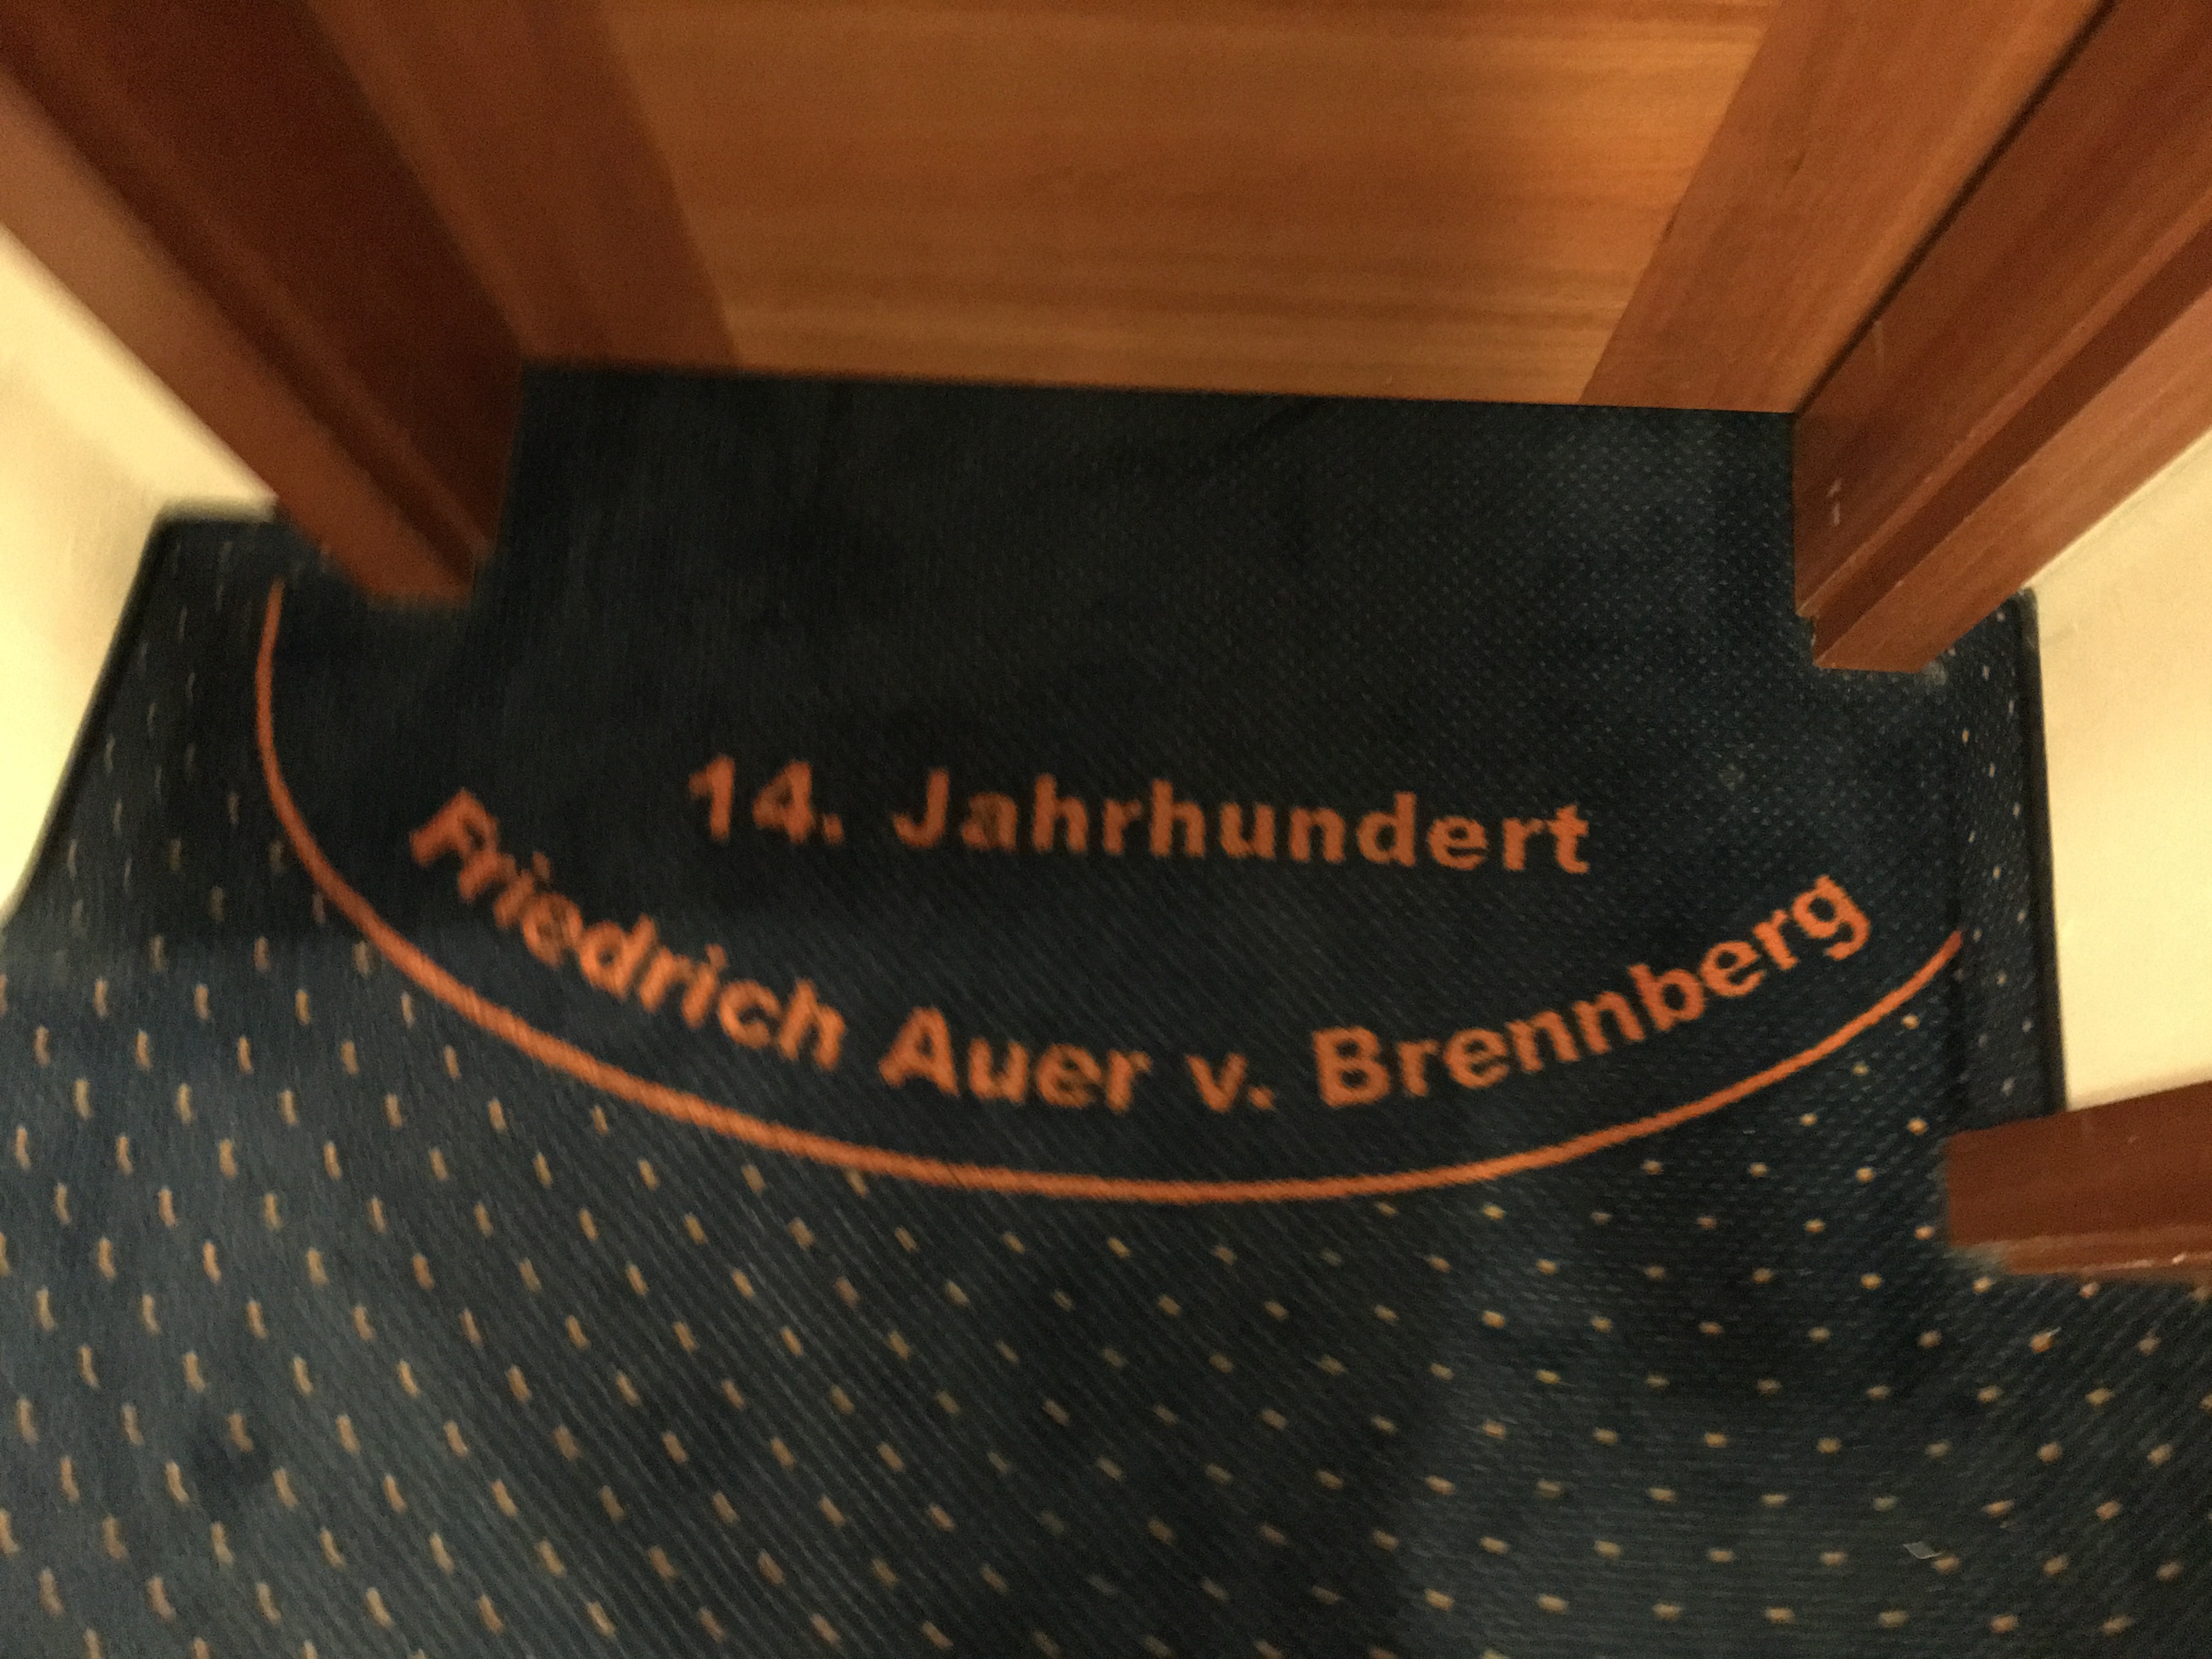 14. Jahrhundert
Friedrich Auer v. Brennberg